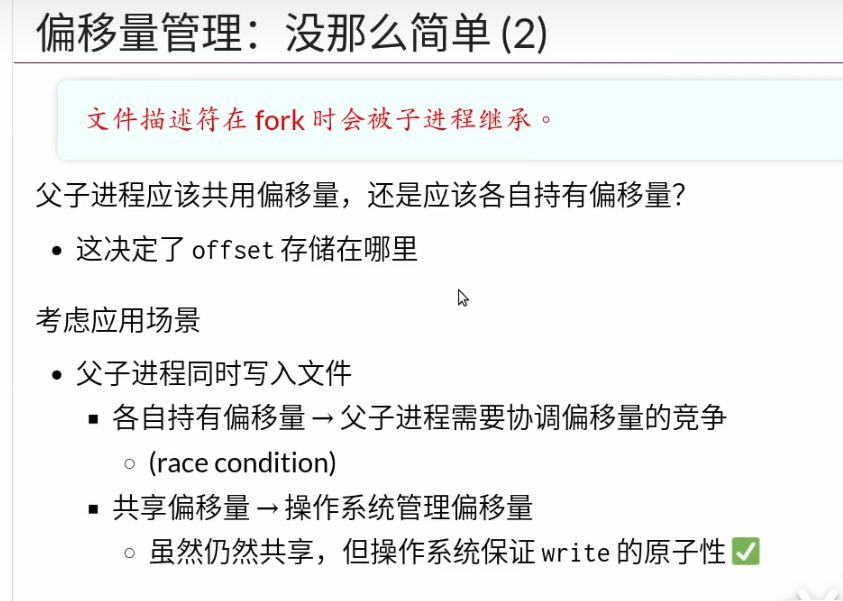 偏移量管理：没那么简单 (2)
文件描述符在 fork 时会被子进程继承。
父子进程应该共用偏移量，还是应该各自持有偏移量？
• 这决定了 offset 存储在哪里
考虑应用场景
• 父子进程同时写入文件
▪ 各自持有偏移量 → 父子进程需要协调偏移量的竞争
○ (race condition)
▪ 共享偏移量 → 操作系统管理偏移量
○ 虽然仍然共享，但操作系统保证 write 的原子性 ✅